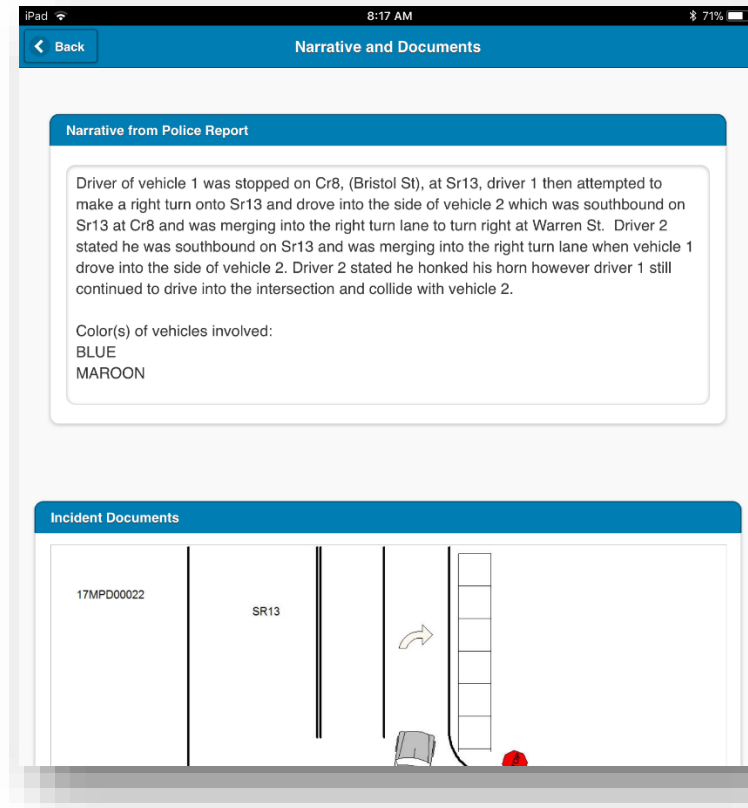 iPad 8:17 AM 71%
Back Narrative and Documents
Narrative from Police Report
Driver of vehicle 1 was stopped on Cr8, (Bristol St), at Sr13, driver 1 then attempted to
make a right turn onto Sr13 and drove into the side of vehicle 2 which was southbound on
Sr13 at Cr8 and was merging into the right turn lane to turn right at Warren St.  Driver 2
stated he was southbound on Sr13 and was merging into the right turn lane when vehicle 1
drove into the side of vehicle 2. Driver 2 stated he honked his horn however driver 1 still
continued to drive into the intersection and collide with vehicle 2.
Color(s) of vehicles involved:
BLUE
MAROON
Incident Documents
17MPD00022
SR13